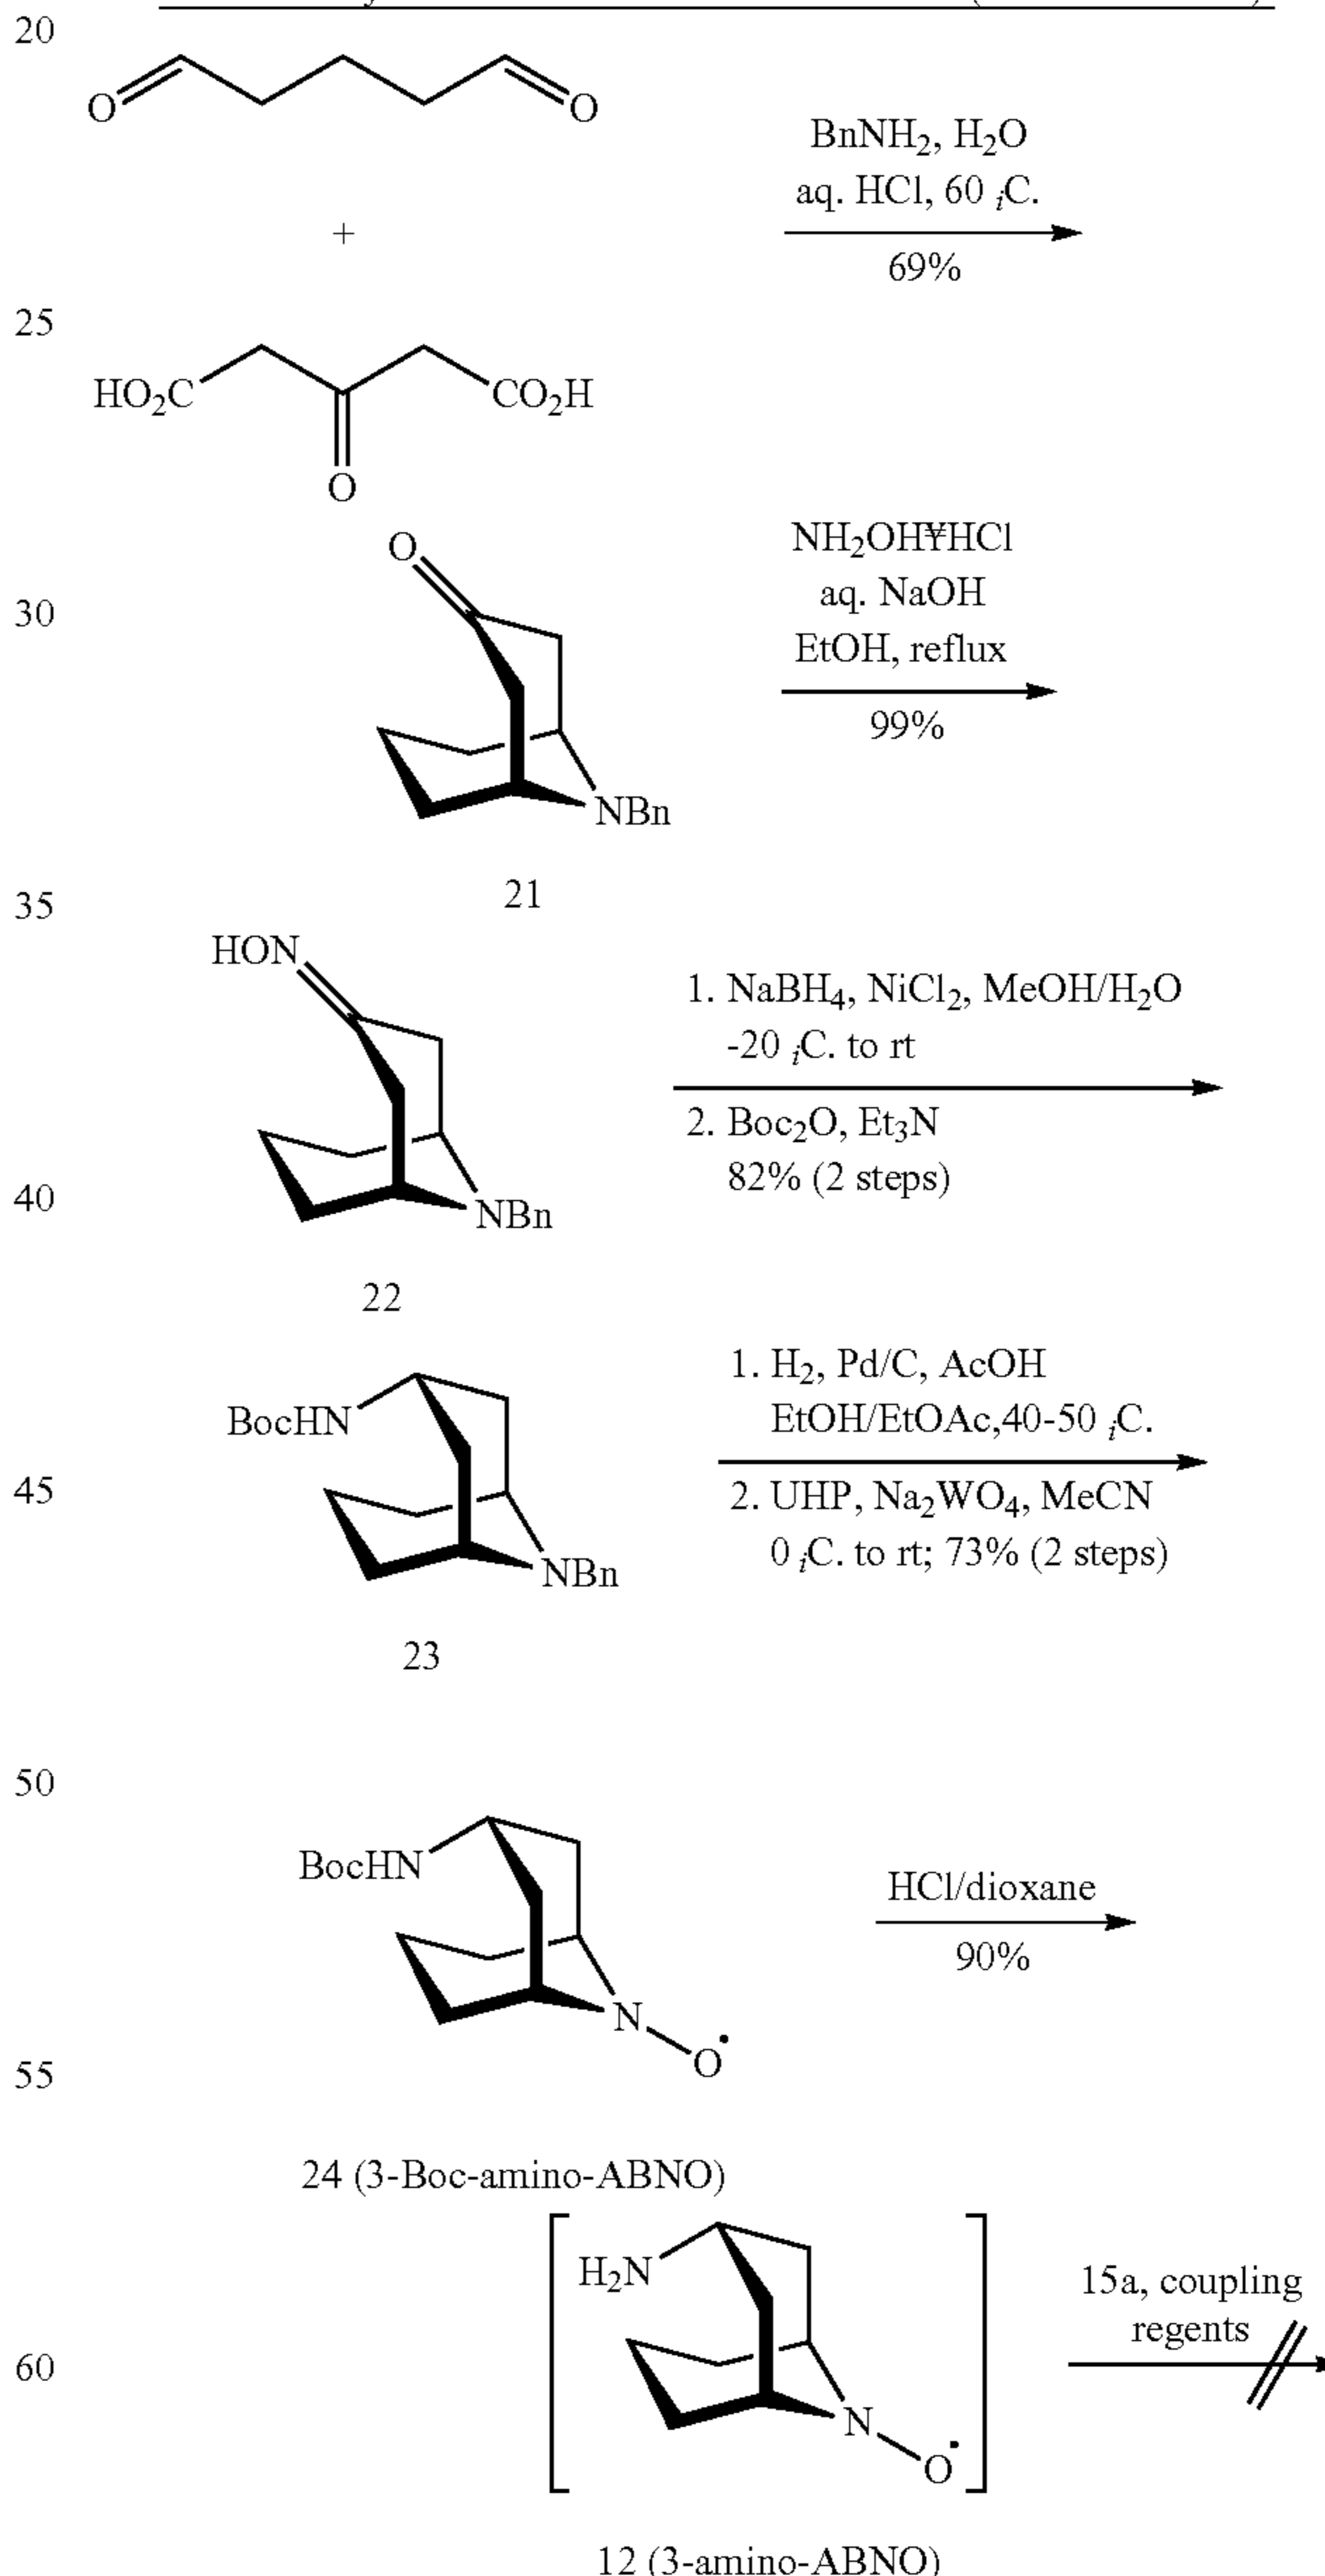 20
O
O
+
BnNH2, H2O
aq. HCl, 60 iC.
69%
25
HO2C
CO2H
O
O
30
NH2OH¥HCl
aq. NaOH
EtOH, reflux
99%
NBn
21
35
HON
1. NaBH4, NiCl2, MeOH/H2O
-20 iC. to rt
2. Boc2O, Et3N
82% (2 steps)
40
NBn
22
BocHN
1. H2, Pd/C, AcOH
EtOH/EtOAc,40-50 iC.
2. UHP, Na2WO4, MeCN
0 iC. to rt; 73% (2 steps)
45
NBn
23
50
BocHN
HCl/dioxane
90%
N
O•
55
24 (3-Boc-amino-ABNO)
H2N
15a, coupling
regents
60
N
O•
12 (3-amino-ABNO)